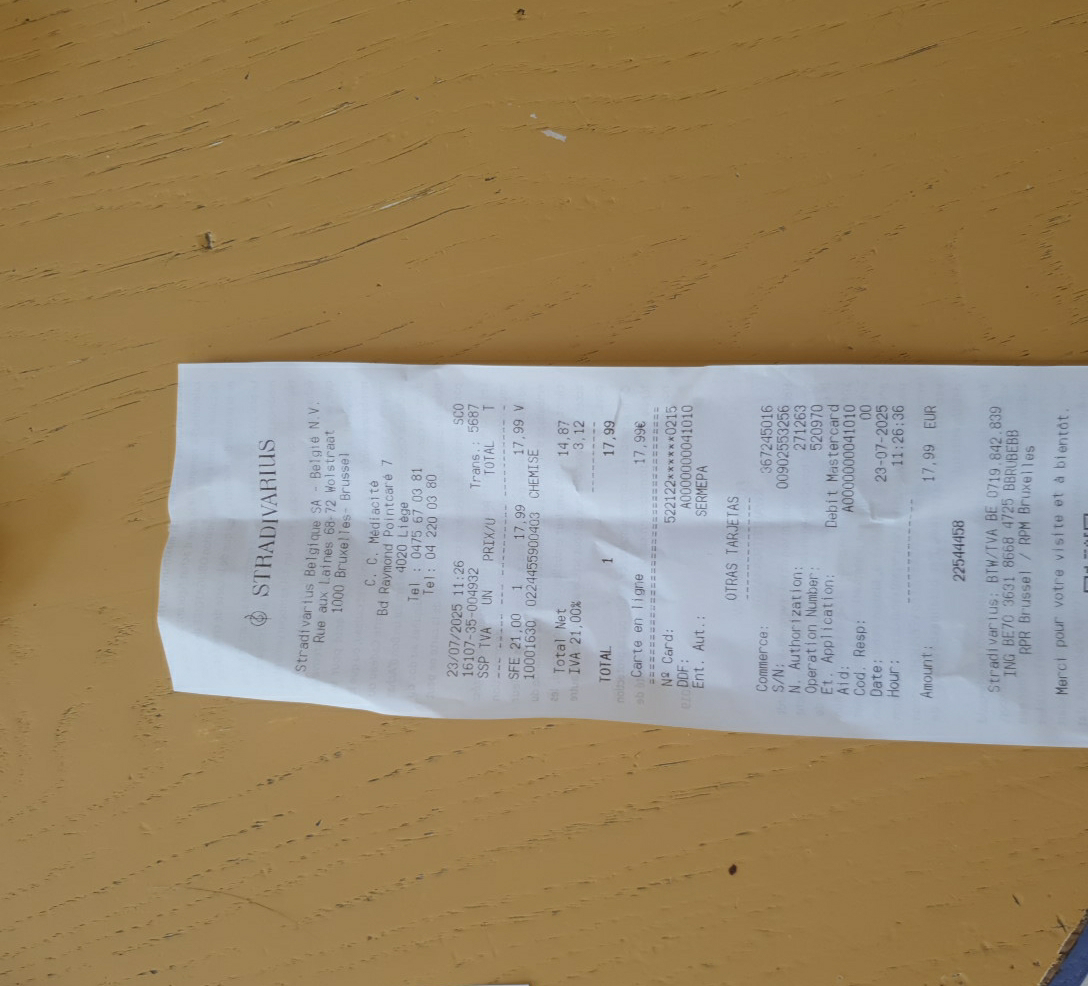 STRADIVARIUS
Stradivarius Belgique SA - België N.V.
Rue aux Laines 68-72 Wolstraat
1000 Bruxelles- Brussel
C. C. Médiacité
Bd Raymond Pointcaré 7
4020 Liège
Tel : 0475 67 03 81
Tel: 04 220 03 80
23/07/2025 11:26 SCO
16107-35-004932 Trans.: 5687
SSP TVA UN PRIX/U TOTAL T
SFE 21.00 1 17,99 17,99 V
10001630 0224455900403 CHEMISE
Total Net 14,87
IVA 21,00% 3,12
TOTAL 1 17,99
Carte en ligne 17,99€
Nº Card: 522122******0215
DDF: A0000000041010
Ent. Aut.: SERMEPA
OTRAS TARJETAS
Commerce: 367245016
S/N: 00902553256
N. Authorization: 271263
Operation Number: 520970
Et. Application: Debit Mastercard
Aid: A0000000041010
Cod. Resp: 00
Date: 23-07-2025
Hour: 11:26:36
Amount: 17,99 EUR
22544458
Stradivarius: BTW/TVA BE 0719.842.839
ING BE70 3631 8668 4725 BBRUBEBB
RPR Brussel / RPM Bruxelles
Merci pour votre visite et à bientôt.